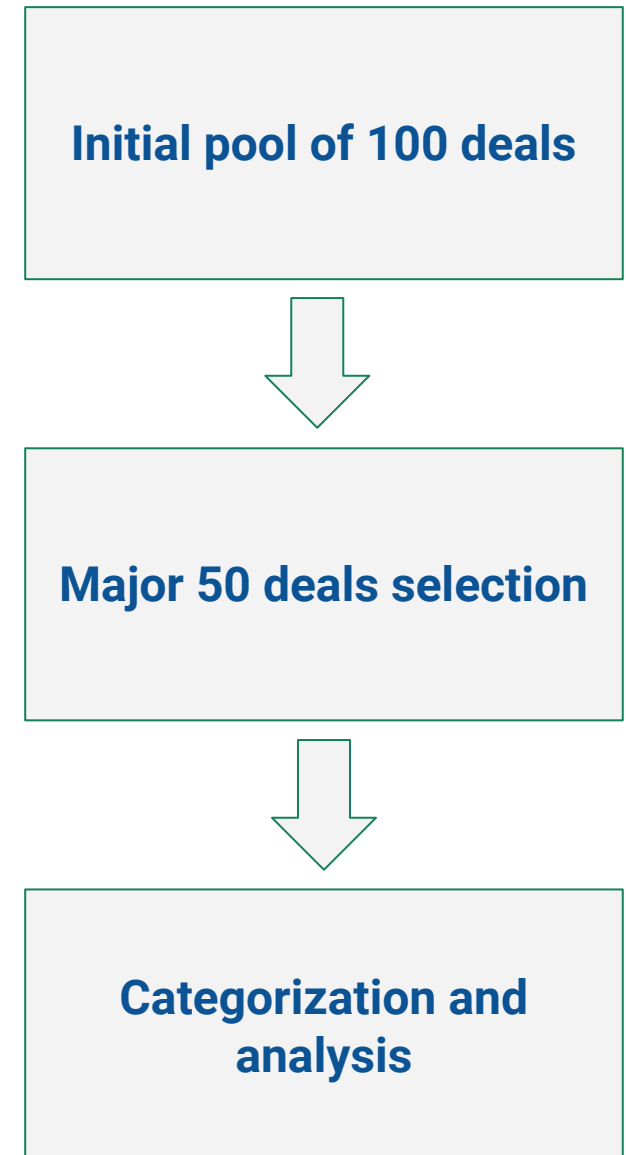 Initial pool of 100 deals
Major 50 deals selection
Categorization and
analysis